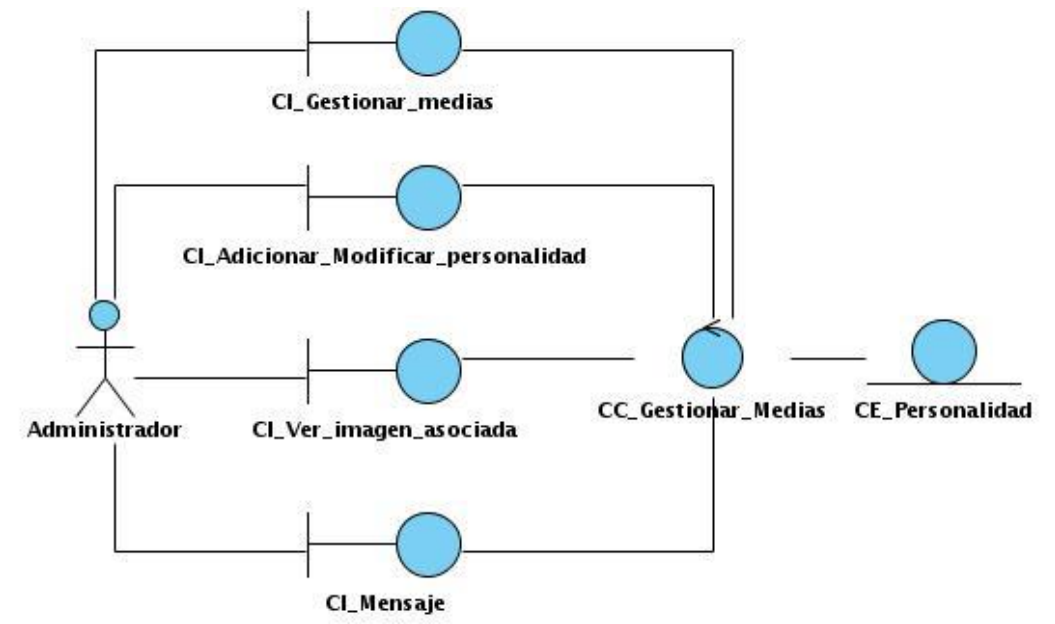 CI_Gestionar_medias
CI_Adicionar_Modificar_personalidad
Administrador
CI_Ver_imagen_asociada
CC_Gestionar_Medias
CE_Personalidad
CI_Mensaje